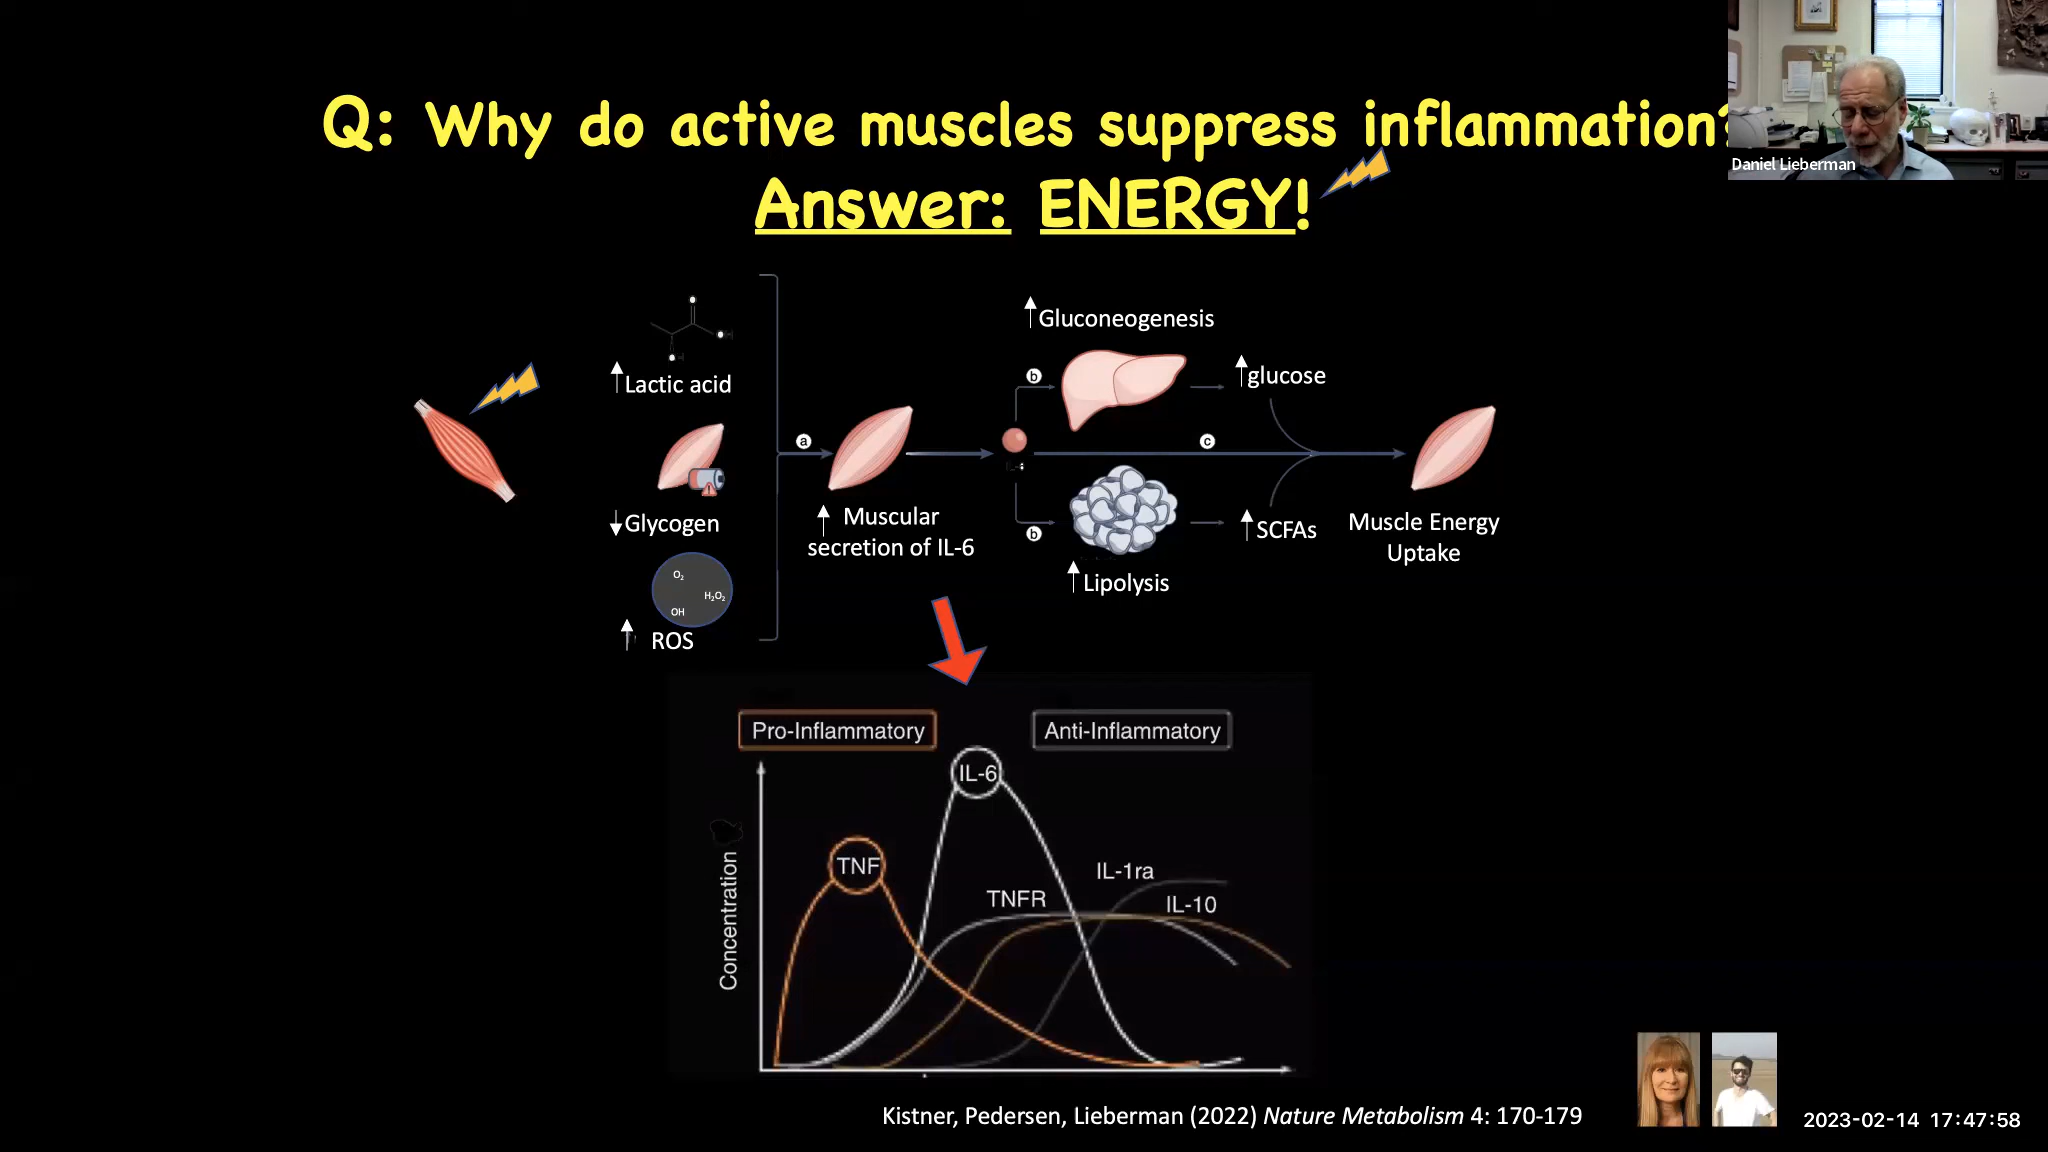 Q: Why do active muscles suppress inflammation?
Answer: ENERGY!
Daniel Lieberman
Lactic acid
Glycogen
O₂
H₂O₂
OH
ROS
a
Muscular
secretion of IL-6
b
Gluconeogenesis
glucose
c
b
Lipolysis
SCFAs
Muscle Energy
Uptake
Pro-Inflammatory
Anti-Inflammatory
Concentration
TNF
IL-6
TNFR
IL-1ra
IL-10
Kistner, Pedersen, Lieberman (2022) Nature Metabolism 4: 170-179
2023-02-14 17:47:58